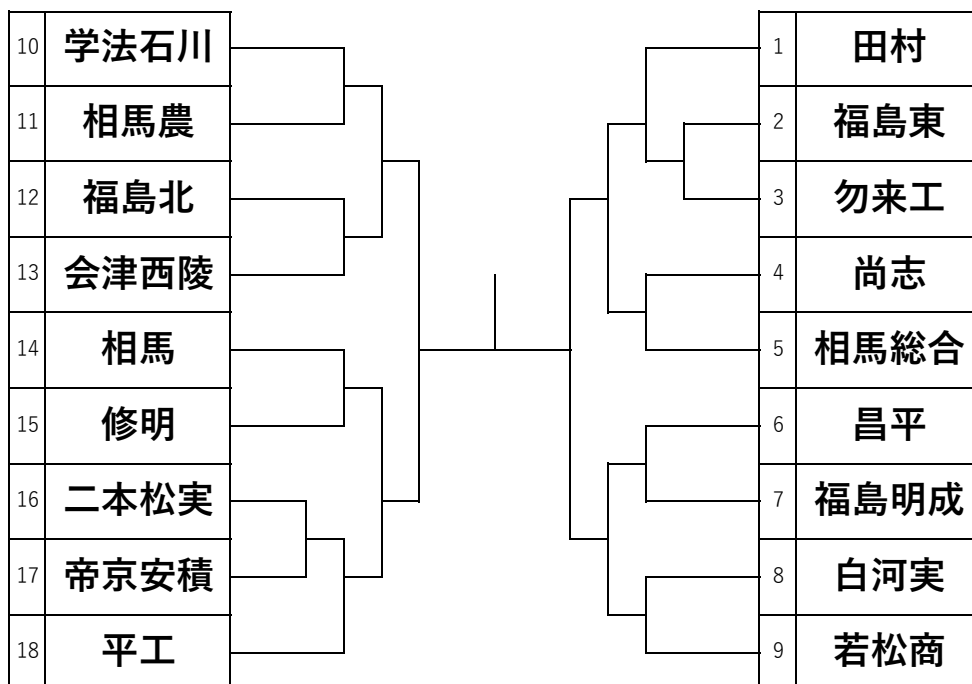 10 学法石川
11 相馬農
12 福島北
13 会津西陵
14 相馬
15 修明
16 二本松実
17 帝京安積
18 平工
1 田村
2 福島東
3 勿来工
4 尚志
5 相馬総合
6 昌平
7 福島明成
8 白河実
9 若松商